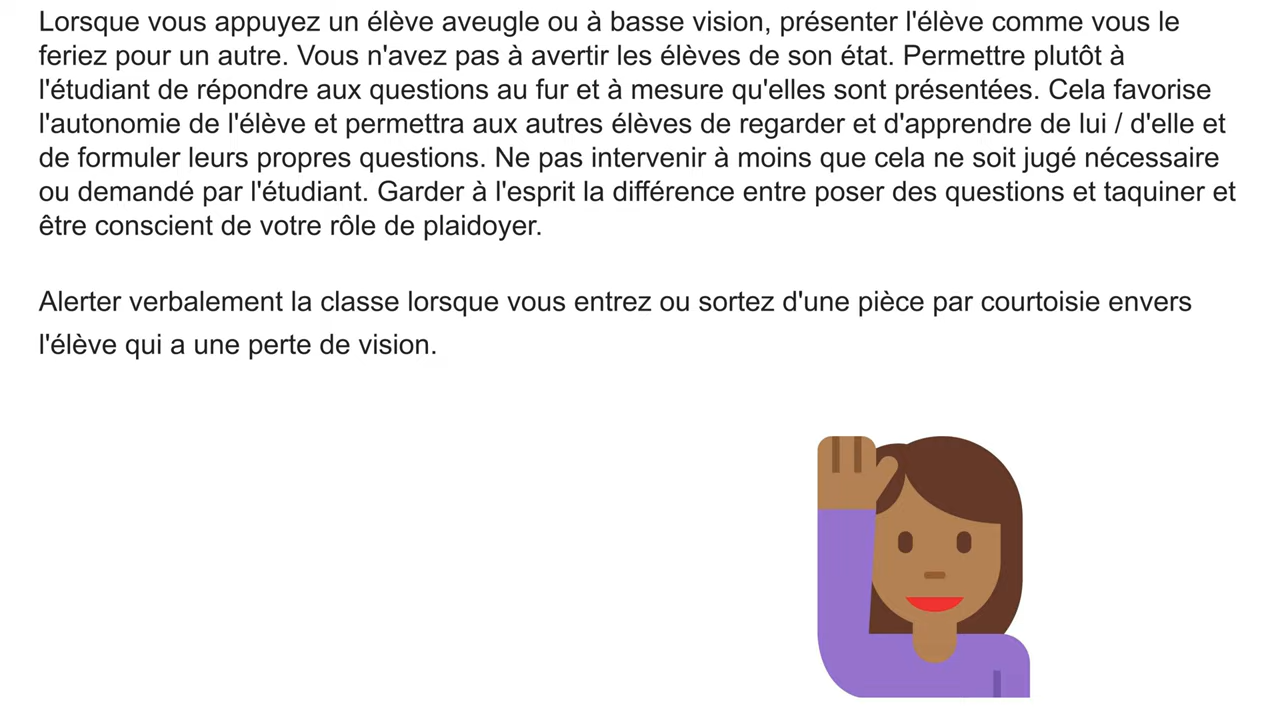 Lorsque vous appuyez un élève aveugle ou à basse vision, présenter l'élève comme vous le
feriez pour un autre. Vous n'avez pas à avertir les élèves de son état. Permettre plutôt à
l'étudiant de répondre aux questions au fur et à mesure qu'elles sont présentées. Cela favorise
l'autonomie de l'élève et permettra aux autres élèves de regarder et d'apprendre de lui / d'elle et
de formuler leurs propres questions. Ne pas intervenir à moins que cela ne soit jugé nécessaire
ou demandé par l'étudiant. Garder à l'esprit la différence entre poser des questions et taquiner et
être conscient de votre rôle de plaidoyer.
Alerter verbalement la classe lorsque vous entrez ou sortez d'une pièce par courtoisie envers
l'élève qui a une perte de vision.